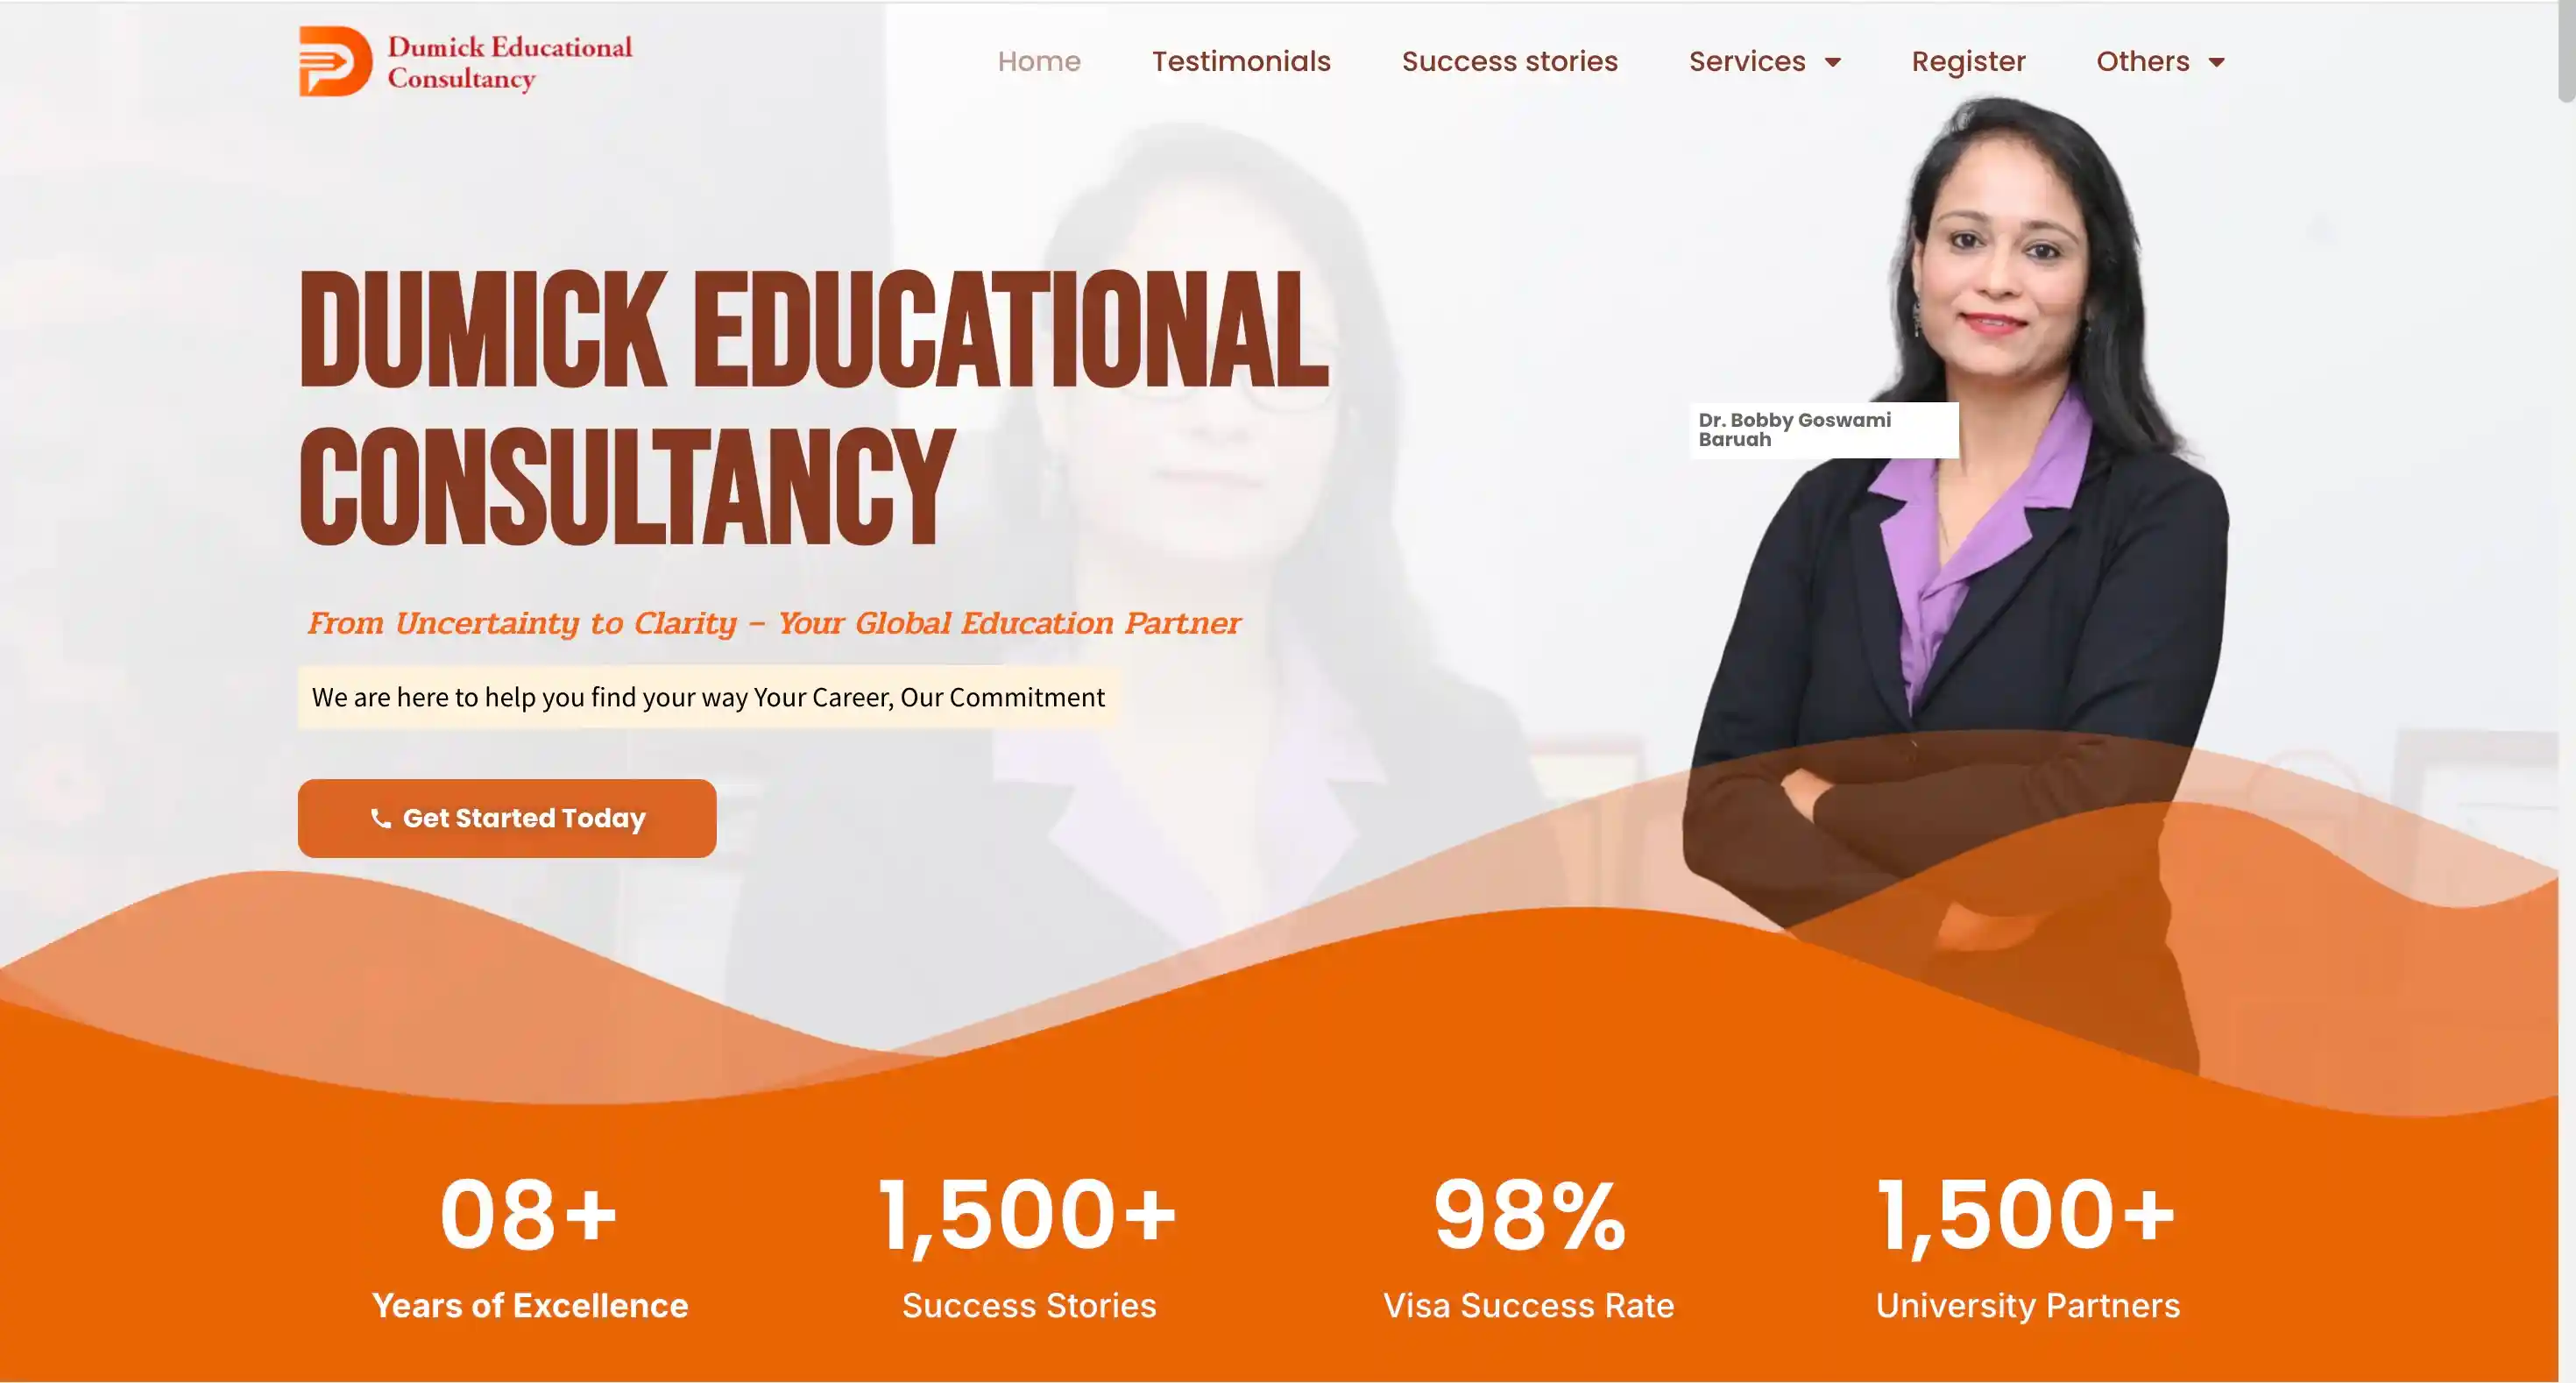 Dumick Educational
Consultancy
Home
Testimonials
Success stories
Services
Register
Others
DUMICK EDUCATIONAL
CONSULTANCY
Dr. Bobby Goswami
Baruah
From Uncertainty to Clarity – Your Global Education Partner
We are here to help you find your way Your Career, Our Commitment
Get Started Today
08+
Years of Excellence
1,500+
Success Stories
98%
Visa Success Rate
1,500+
University Partners